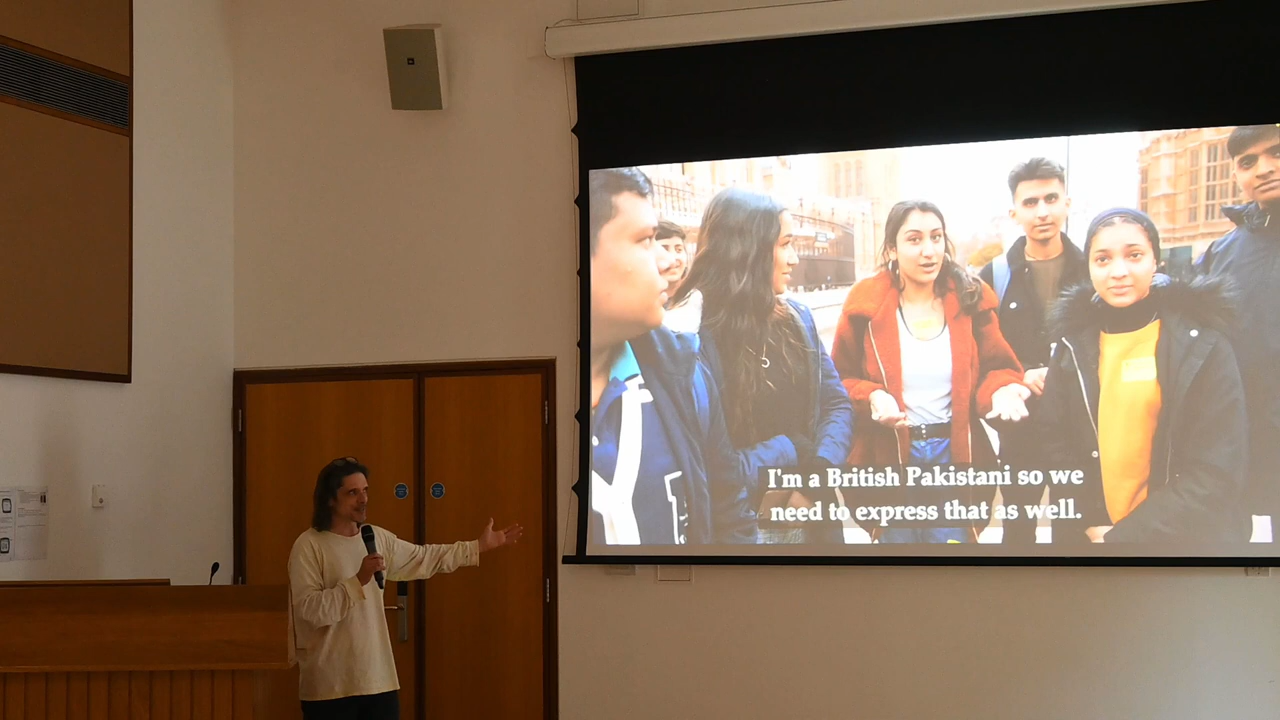 I'm a British Pakistani so we
need to express that as well.